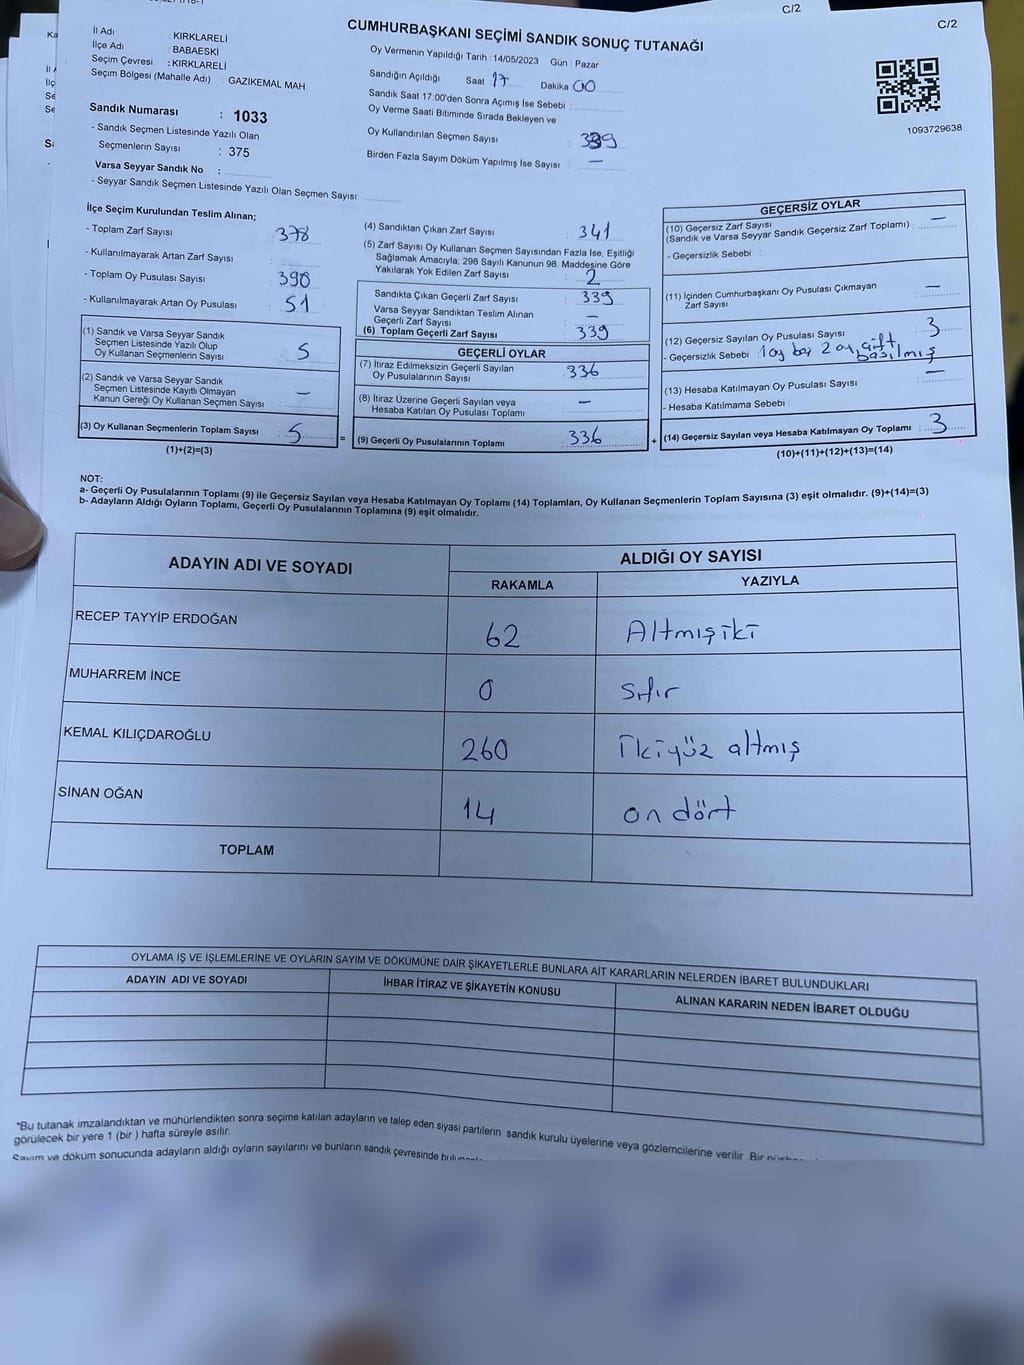 C/2
CUMHURBAŞKANI SEÇİMİ SANDIK SONUÇ TUTANAĞI
C/2
İl Adı : KIRKLARELİ
İlçe Adı : BABAESKİ
Seçim Çevresi : KIRKLARELİ
Seçim Bölgesi (Mahalle Adı) : GAZİKEMAL MAH
Sandık Numarası : 1033
- Sandık Seçmen Listesinde Yazılı Olan
Seçmenlerin Sayısı : 375
Varsa Seyyar Sandık No :
- Seyyar Sandık Seçmen Listesinde Yazılı Olan Seçmen Sayısı:
Oy Vermenin Yapıldığı Tarih : 14/05/2023 Gün : Pazar
Sandığın Açıldığı Saat 17 Dakika 00
Sandık Saat 17.00'den Sonra Açımış İse Sebebi :
Oy Verme Saati Bitiminde Sırada Bekleyen ve
Oy Kullandırılan Seçmen Sayısı : 339
Birden Fazla Sayım Döküm Yapılmış İse Sayısı : —
1093729638
İlçe Seçim Kurulundan Teslim Alınan;
- Toplam Zarf Sayısı : 378
- Kullanılmayarak Artan Zarf Sayısı :
- Toplam Oy Pusulası Sayısı : 390
- Kullanılmayarak Artan Oy Pusulası : 51
(1) Sandık ve Varsa Seyyar Sandık
Seçmen Listesinde Yazılı Olup
Oy Kullanan Seçmenlerin Sayısı : 5
(2) Sandık ve Varsa Seyyar Sandık
Seçmen Listesinde Kayıtlı Olmayan
Kanun Gereği Oy Kullanan Seçmen Sayısı : —
(3) Oy Kullanan Seçmenlerin Toplam Sayısı : 5
(1)+(2)=(3)
(4) Sandıktan Çıkan Zarf Sayısı : 341
(5) Zarf Sayısı Oy Kullanan Seçmen Sayısından Fazla İse, Eşitliği
Sağlamak Amacıyla; 298 Sayılı Kanunun 98. Maddesine Göre
Yakılarak Yok Edilen Zarf Sayısı : 2
Sandıkta Çıkan Geçerli Zarf Sayısı : 339
Varsa Seyyar Sandıktan Teslim Alınan
Geçerli Zarf Sayısı : —
(6) Toplam Geçerli Zarf Sayısı : 339
GEÇERLİ OYLAR
(7) İtiraz Edilmeksizin Geçerli Sayılan
Oy Pusulalarının Sayısı : 336
(8) İtiraz Üzerine Geçerli Sayılan veya
Hesaba Katılan Oy Pusulası Toplamı : —
= (9) Geçerli Oy Pusulalarının Toplamı : 336
GEÇERSİZ OYLAR
(10) Geçersiz Zarf Sayısı
(Sandık ve Varsa Seyyar Sandık Geçersiz Zarf Toplamı) : —
- Geçersizlik Sebebi :
(11) İçinden Cumhurbaşkanı Oy Pusulası Çıkmayan
Zarf Sayısı : —
(12) Geçersiz Sayılan Oy Pusulası Sayısı : 3
- Geçersizlik Sebebi : 1 oy boş 2 oy çift
basılmış
(13) Hesaba Katılmayan Oy Pusulası Sayısı : —
- Hesaba Katılmama Sebebi :
+ (14) Geçersiz Sayılan veya Hesaba Katılmayan Oy Toplamı : 3
(10)+(11)+(12)+(13)=(14)
NOT:
a- Geçerli Oy Pusulalarının Toplamı (9) ile Geçersiz Sayılan veya Hesaba Katılmayan Oy Toplamı (14) Toplamları, Oy Kullanan Seçmenlerin Toplam Sayısına (3) eşit olmalıdır. (9)+(14)=(3)
b- Adayların Aldığı Oyların Toplamı, Geçerli Oy Pusulalarının Toplamına (9) eşit olmalıdır.
ADAYIN ADI VE SOYADI
ALDIĞI OY SAYISI
RAKAMLA YAZIYLA
RECEP TAYYİP ERDOĞAN 62 Altmışiki
MUHARREM İNCE 0 Sıfır
KEMAL KILIÇDAROĞLU 260 İkiyüz altmış
SİNAN OĞAN 14 on dört
TOPLAM
OYLAMA İŞ VE İŞLEMLERİNE VE OYLARIN SAYIM VE DÖKÜMÜNE DAİR ŞİKAYETLERLE BUNLARA AİT KARARLARIN NELERDEN İBARET BULUNDUKLARI
ADAYIN ADI VE SOYADI İHBAR İTİRAZ VE ŞİKAYETİN KONUSU ALINAN KARARIN NEDEN İBARET OLDUĞU
*Bu tutanak imzalandıktan ve mühürlendikten sonra seçime katılan adayların ve talep eden siyasi partilerin sandık kurulu üyelerine veya gözlemcilerine verilir. Bir
görülecek bir yere 1 (bir ) hafta süreyle asılır.
Sayım ve döküm sonucunda adayların aldığı oyların sayılarını ve bunların sandık çevresinde